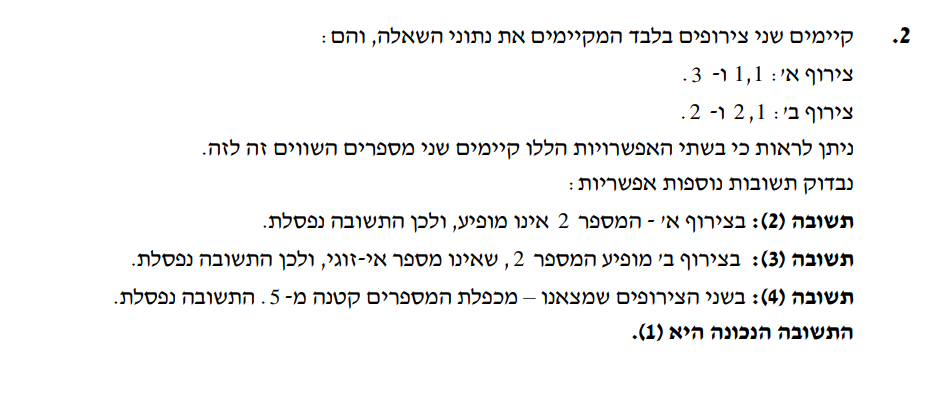 2. קיימים שני צירופים בלבד המקיימים את נתוני השאלה, והם:
צירוף א': 1,1 ו- 3.
צירוף ב': 2,1 ו- 2.
ניתן לראות כי בשתי האפשרויות הללו קיימים שני מספרים השווים זה לזה.
נבדוק תשובות נוספות אפשריות:
תשובה (2): בצירוף א' - המספר 2 אינו מופיע, ולכן התשובה נפסלת.
תשובה (3): בצירוף ב' מופיע המספר 2, שאינו מספר אי-זוגי, ולכן התשובה נפסלת.
תשובה (4): בשני הצירופים שמצאנו – מכפלת המספרים קטנה מ- 5. התשובה נפסלת.
התשובה הנכונה היא (1).